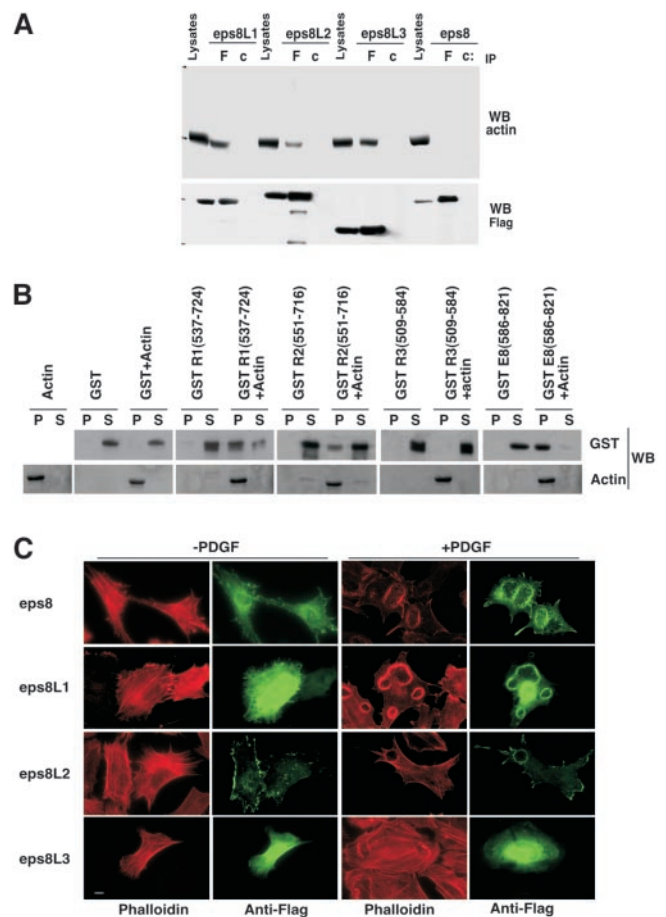 A
Lysates
eps8L1
Lysates
eps8L2
Lysates
eps8L3
Lysates
eps8
F c F c F c F c: IP
WB
actin
WB
Flag
B
Actin
GST
GST+Actin
GST R1(537-724)
GST R1(537-724)
+Actin
GST R2(551-716)
GST R2(551-716)
+Actin
GST R3(509-584)
GST R3(509-584)
+actin
GST E8(586-821)
GST E8(586-821)
+Actin
P S P S P S P S P S P S P S P S P S P S P S
GST
WB
Actin
C
-PDGF +PDGF
eps8
eps8L1
eps8L2
eps8L3
Phalloidin Anti-Flag Phalloidin Anti-Flag